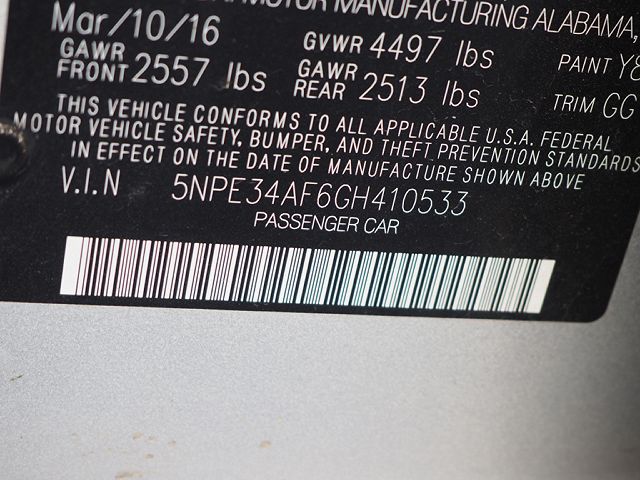 MOTOR MANUFACTURING ALABAMA,
Mar/10/16 GVWR 4497 lbs PAINT Y8
GAWR FRONT 2557 lbs GAWR REAR 2513 lbs TRIM GG
THIS VEHICLE CONFORMS TO ALL APPLICABLE U.S.A. FEDERAL
MOTOR VEHICLE SAFETY, BUMPER, AND THEFT PREVENTION STANDARDS
IN EFFECT ON THE DATE OF MANUFACTURE SHOWN ABOVE
V.I.N 5NPE34AF6GH410533
PASSENGER CAR